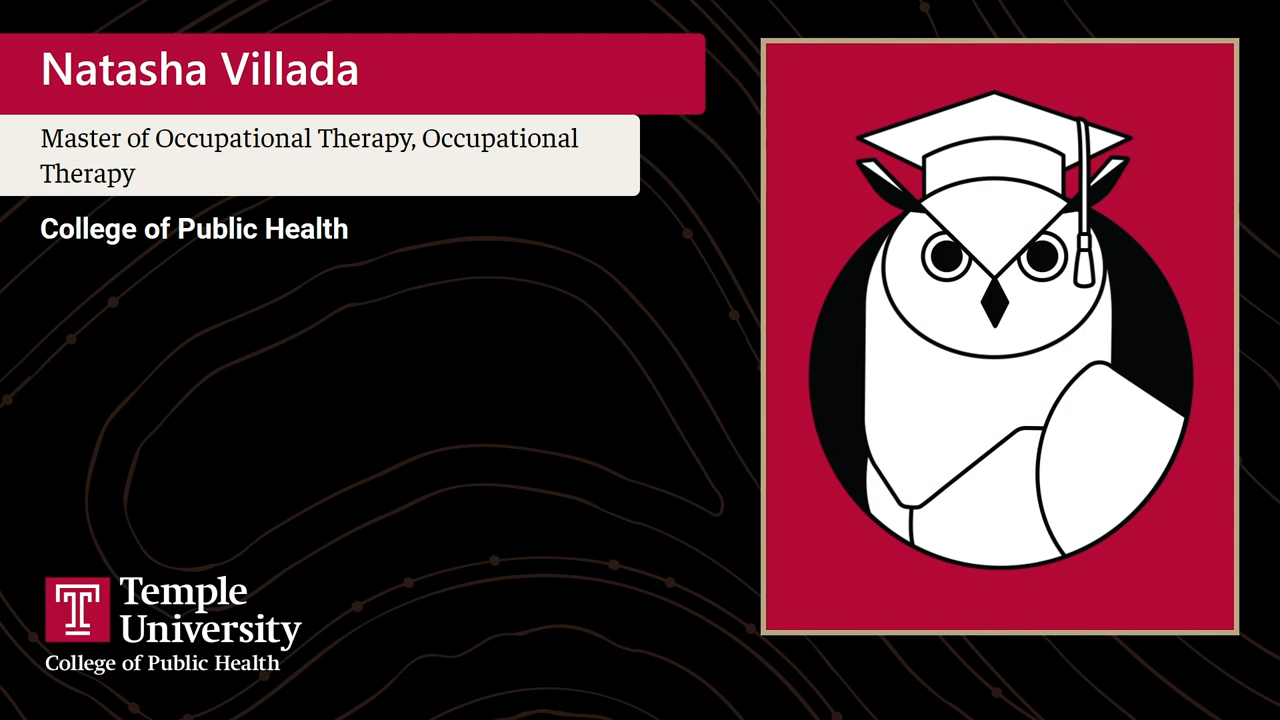 Natasha Villada
Master of Occupational Therapy, Occupational
Therapy
College of Public Health
T
Temple
University
College of Public Health